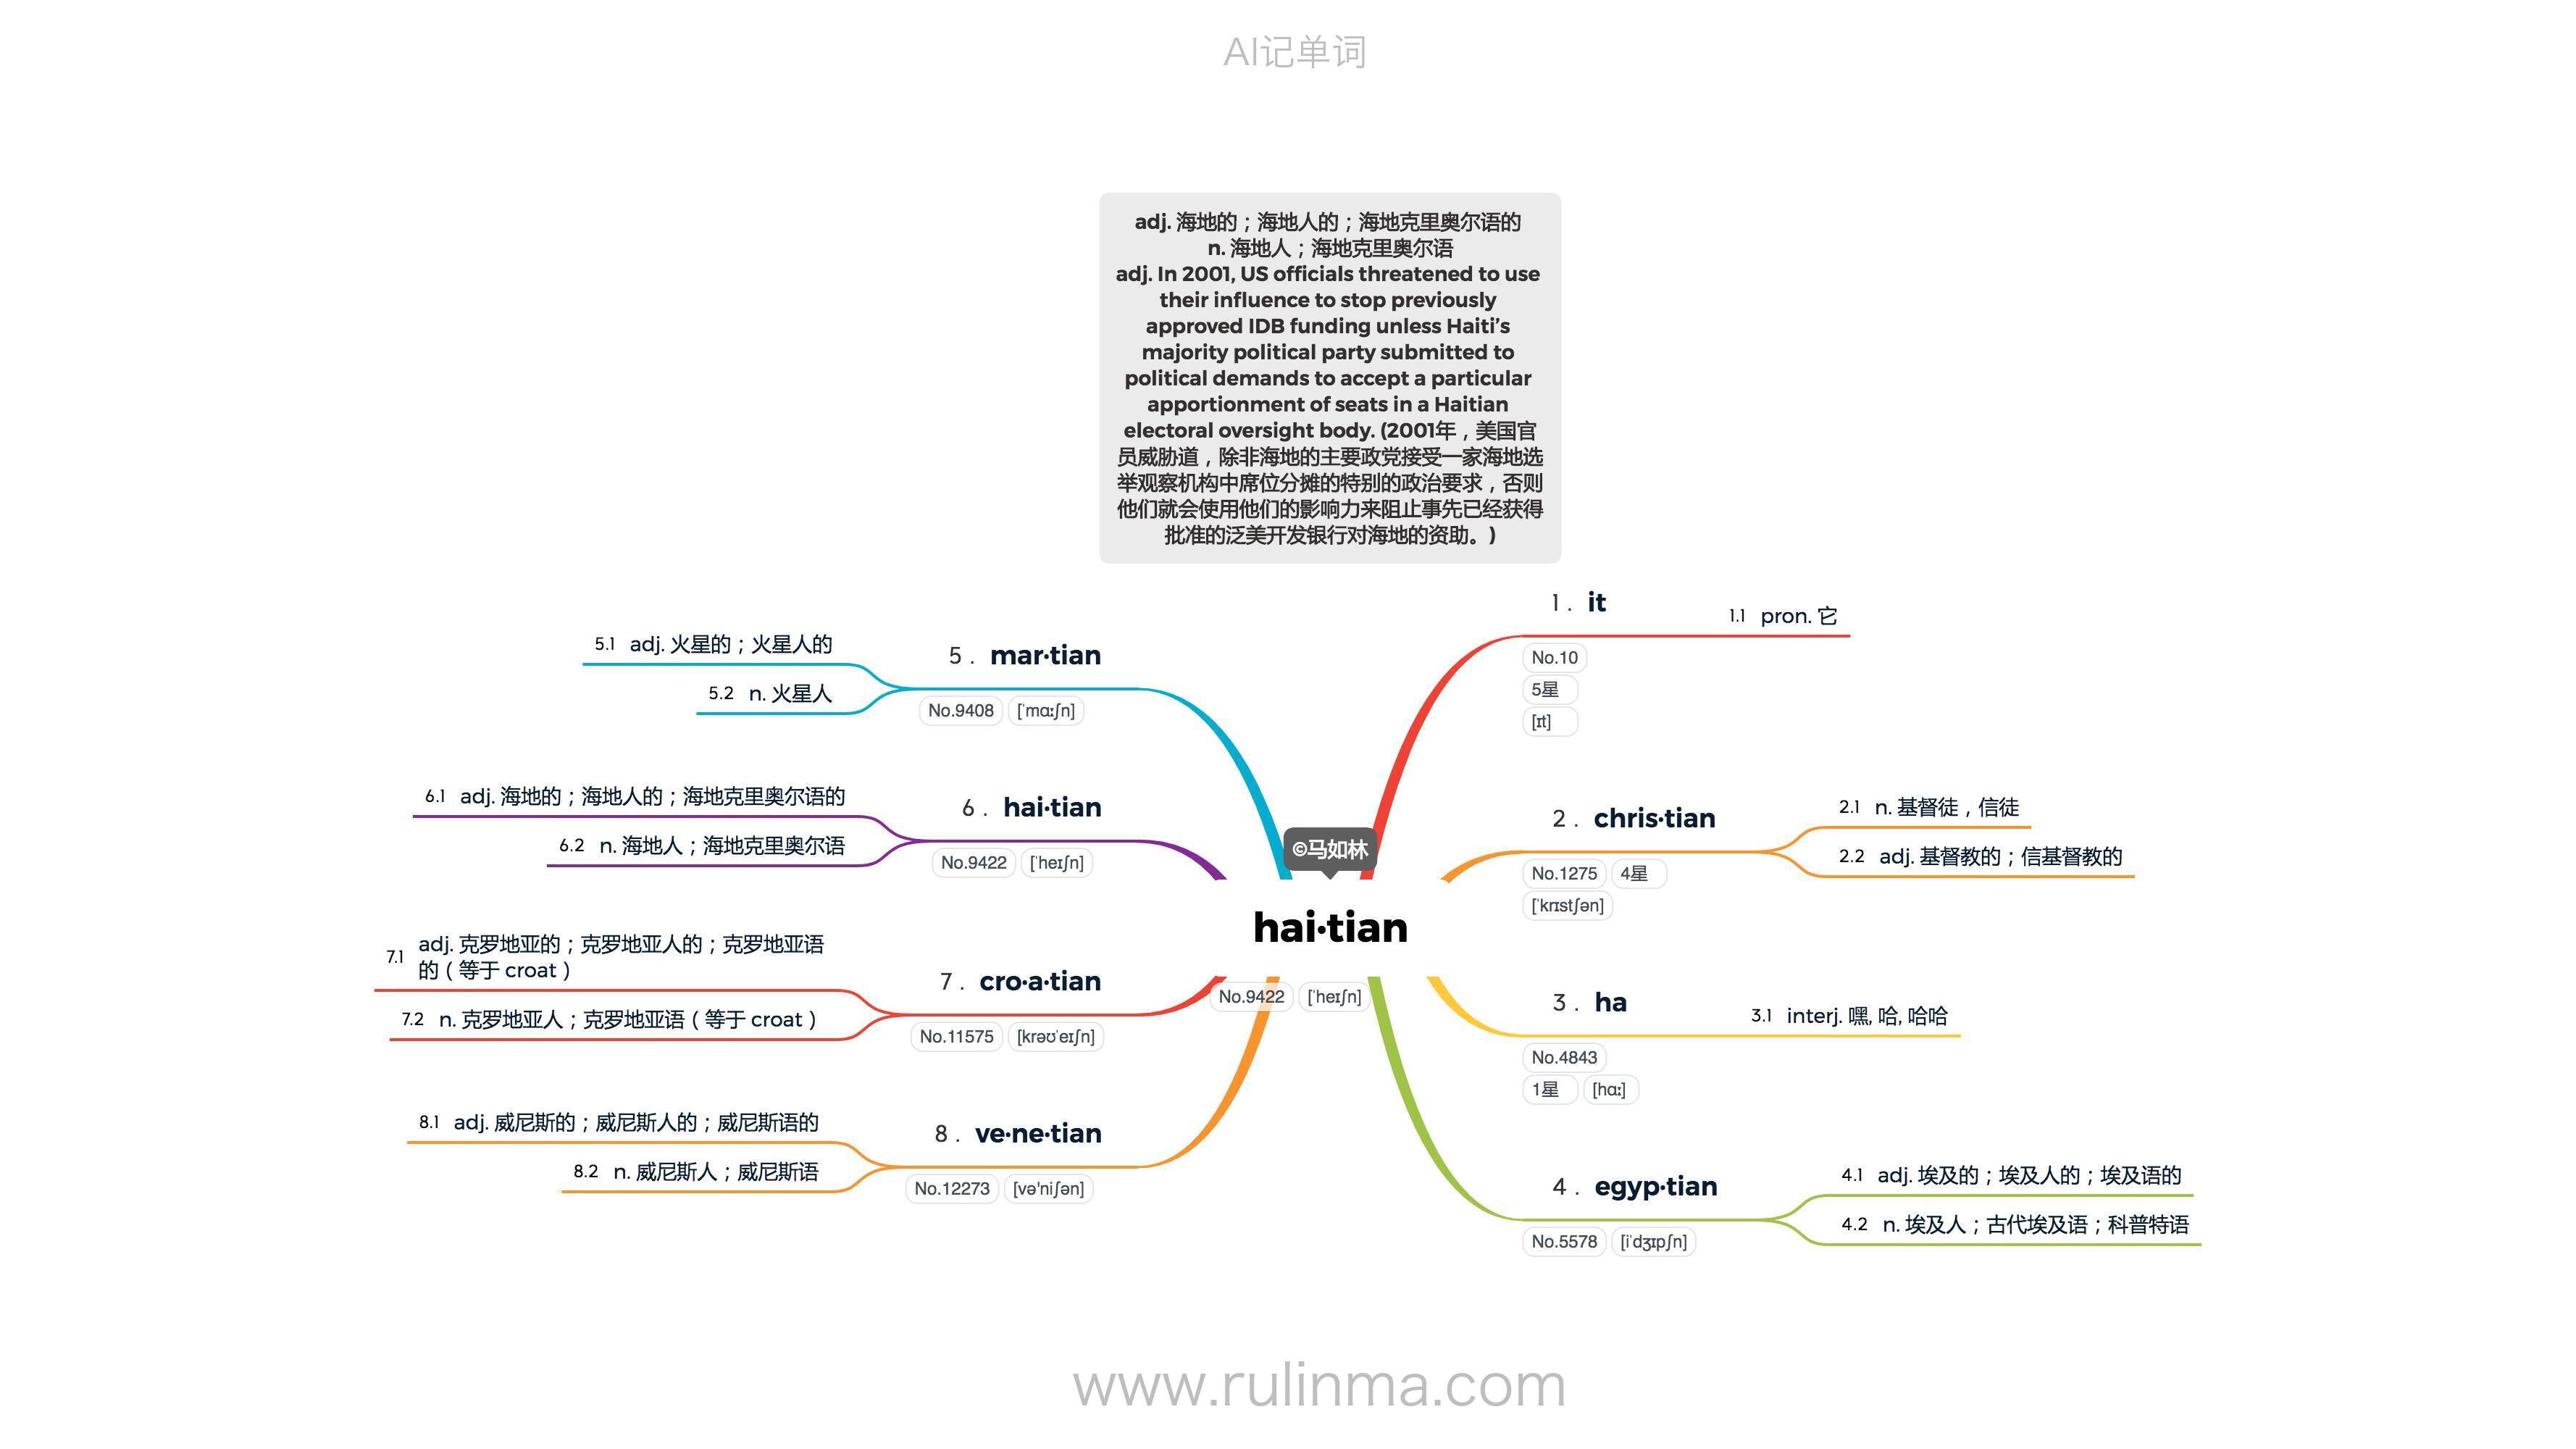 AI记单词
adj. 海地的；海地人的；海地克里奥尔语的
n. 海地人；海地克里奥尔语
adj. In 2001, US officials threatened to use
their influence to stop previously
approved IDB funding unless Haiti’s
majority political party submitted to
political demands to accept a particular
apportionment of seats in a Haitian
electoral oversight body. (2001年，美国官
员威胁道，除非海地的主要政党接受一家海地选
举观察机构中席位分摊的特别的政治要求，否则
他们就会使用他们的影响力来阻止事先已经获得
批准的泛美开发银行对海地的资助。)
©马如林
hai·tian
No.9422 [ˈheɪʃn]
1. it
No.10
5星
[ɪt]
1.1 pron. 它
2. chris·tian
No.1275 4星
[ˈkrɪstʃən]
2.1 n. 基督徒，信徒
2.2 adj. 基督教的；信基督教的
3. ha
No.4843
1星 [hɑː]
3.1 interj. 嘿, 哈, 哈哈
4. egyp·tian
No.5578 [iˈdʒɪpʃn]
4.1 adj. 埃及的；埃及人的；埃及语的
4.2 n. 埃及人；古代埃及语；科普特语
5. mar·tian
No.9408 [ˈmɑːʃn]
5.1 adj. 火星的；火星人的
5.2 n. 火星人
6. hai·tian
No.9422 [ˈheɪʃn]
6.1 adj. 海地的；海地人的；海地克里奥尔语的
6.2 n. 海地人；海地克里奥尔语
7. cro·a·tian
No.11575 [krəʊˈeɪʃn]
7.1 adj. 克罗地亚的；克罗地亚人的；克罗地亚语
的（等于 croat）
7.2 n. 克罗地亚人；克罗地亚语（等于 croat）
8. ve·ne·tian
No.12273 [və'niʃən]
8.1 adj. 威尼斯的；威尼斯人的；威尼斯语的
8.2 n. 威尼斯人；威尼斯语
www.rulinma.com